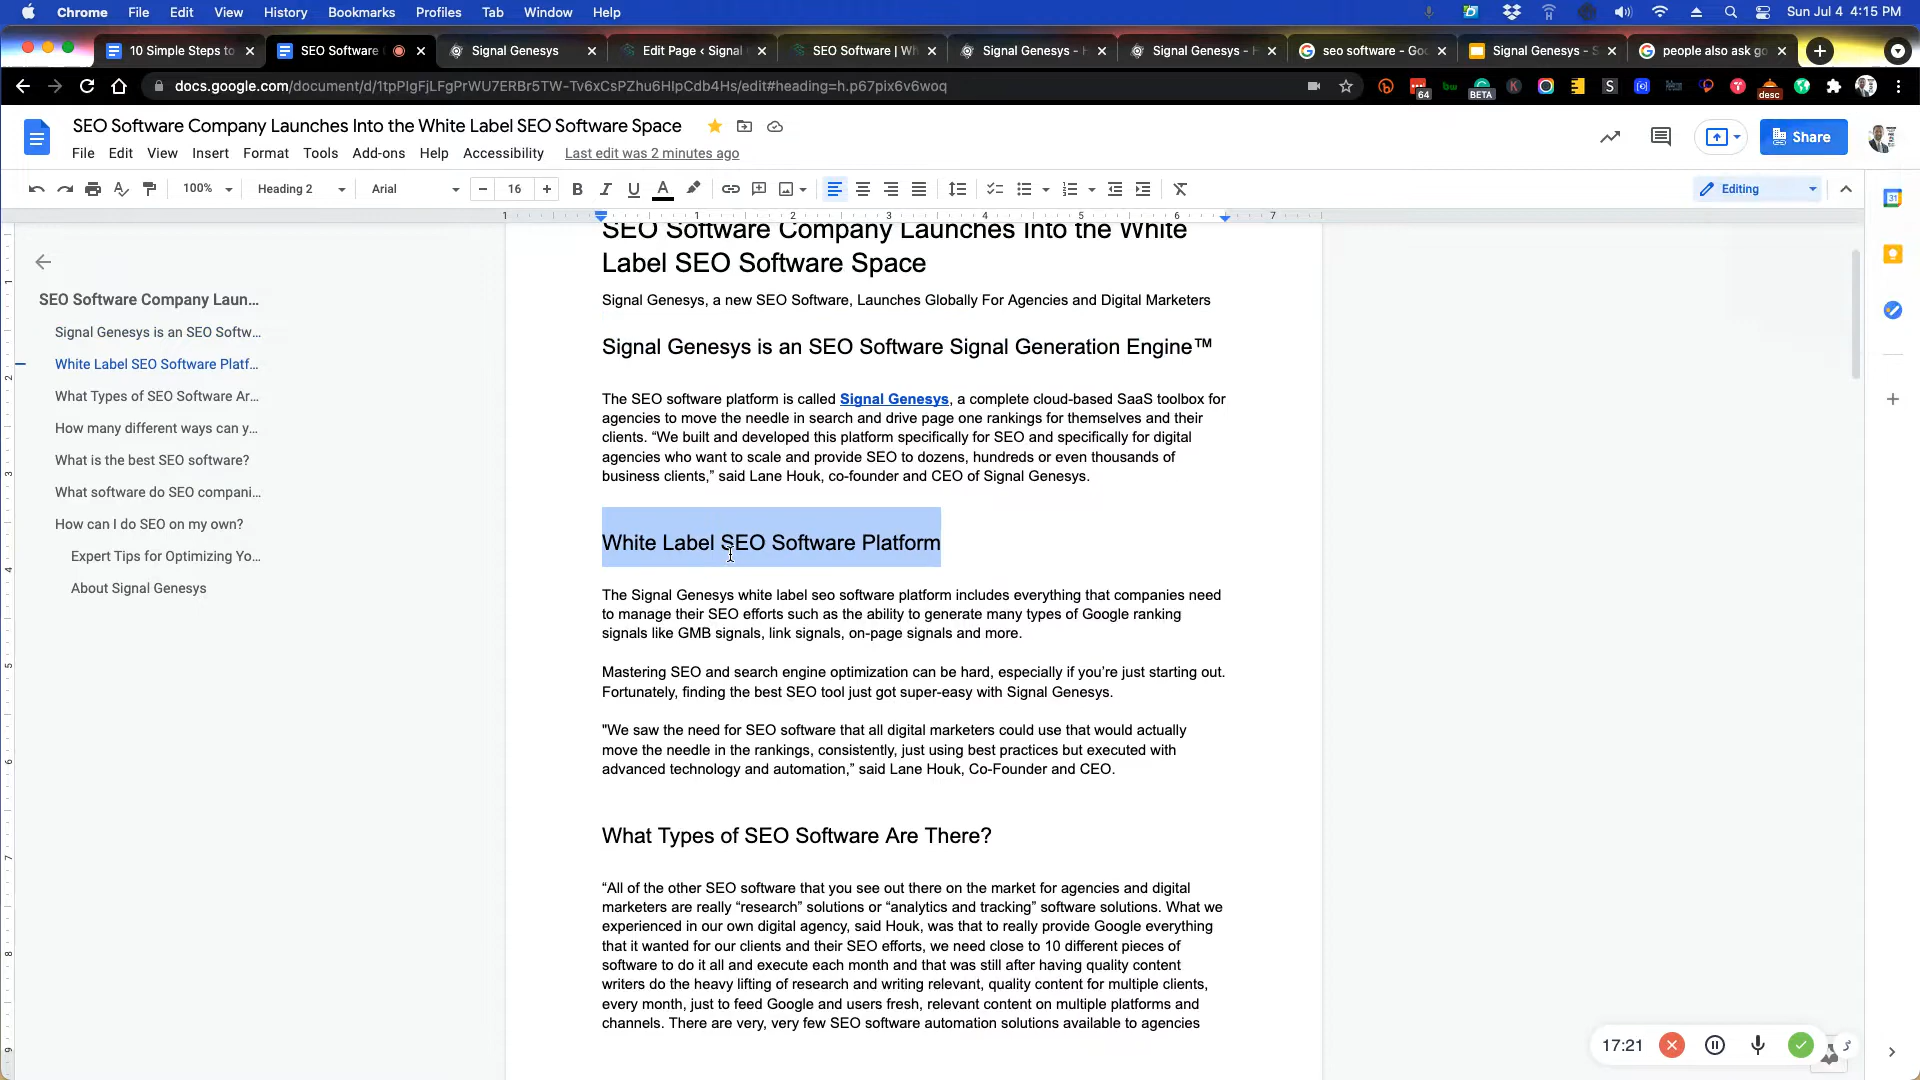 Chrome File Edit View History Bookmarks Profiles Tab Window Help Sun Jul 4 4:15 PM
10 Simple Steps to SEO Software Signal Genesys Edit Page ‹ Signal SEO Software | Wh Signal Genesys - H Signal Genesys - H seo software - Goo Signal Genesys - S people also ask go
docs.google.com/document/d/1tpPIgFjLFgPrWU7ERBr5TW-Tv6xCsPZhu6HIpCdb4Hs/edit#heading=h.p67pix6v6woq
64 BETA desc
SEO Software Company Launches Into the White Label SEO Software Space
Share
File Edit View Insert Format Tools Add-ons Help Accessibility Last edit was 2 minutes ago
100% Heading 2 Arial 16 Editing
31
1 1 2 3 4 5 6 7
SEO Software Company Laun...
Signal Genesys is an SEO Softw...
White Label SEO Software Platf...
What Types of SEO Software Ar...
How many different ways can y...
What is the best SEO software?
What software do SEO compani...
How can I do SEO on my own?
Expert Tips for Optimizing Yo...
About Signal Genesys
1
2
3
4
5
6
7
8
9
SEO Software Company Launches Into the White
Label SEO Software Space
Signal Genesys, a new SEO Software, Launches Globally For Agencies and Digital Marketers
Signal Genesys is an SEO Software Signal Generation Engine™
The SEO software platform is called Signal Genesys, a complete cloud-based SaaS toolbox for
agencies to move the needle in search and drive page one rankings for themselves and their
clients. “We built and developed this platform specifically for SEO and specifically for digital
agencies who want to scale and provide SEO to dozens, hundreds or even thousands of
business clients,” said Lane Houk, co-founder and CEO of Signal Genesys.
White Label SEO Software Platform
The Signal Genesys white label seo software platform includes everything that companies need
to manage their SEO efforts such as the ability to generate many types of Google ranking
signals like GMB signals, link signals, on-page signals and more.
Mastering SEO and search engine optimization can be hard, especially if you’re just starting out.
Fortunately, finding the best SEO tool just got super-easy with Signal Genesys.
"We saw the need for SEO software that all digital marketers could use that would actually
move the needle in the rankings, consistently, just using best practices but executed with
advanced technology and automation,” said Lane Houk, Co-Founder and CEO.
What Types of SEO Software Are There?
“All of the other SEO software that you see out there on the market for agencies and digital
marketers are really “research” solutions or “analytics and tracking” software solutions. What we
experienced in our own digital agency, said Houk, was that to really provide Google everything
that it wanted for our clients and their SEO efforts, we need close to 10 different pieces of
software to do it all and execute each month and that was still after having quality content
writers do the heavy lifting of research and writing relevant, quality content for multiple clients,
every month, just to feed Google and users fresh, relevant content on multiple platforms and
channels. There are very, very few SEO software automation solutions available to agencies
17:21